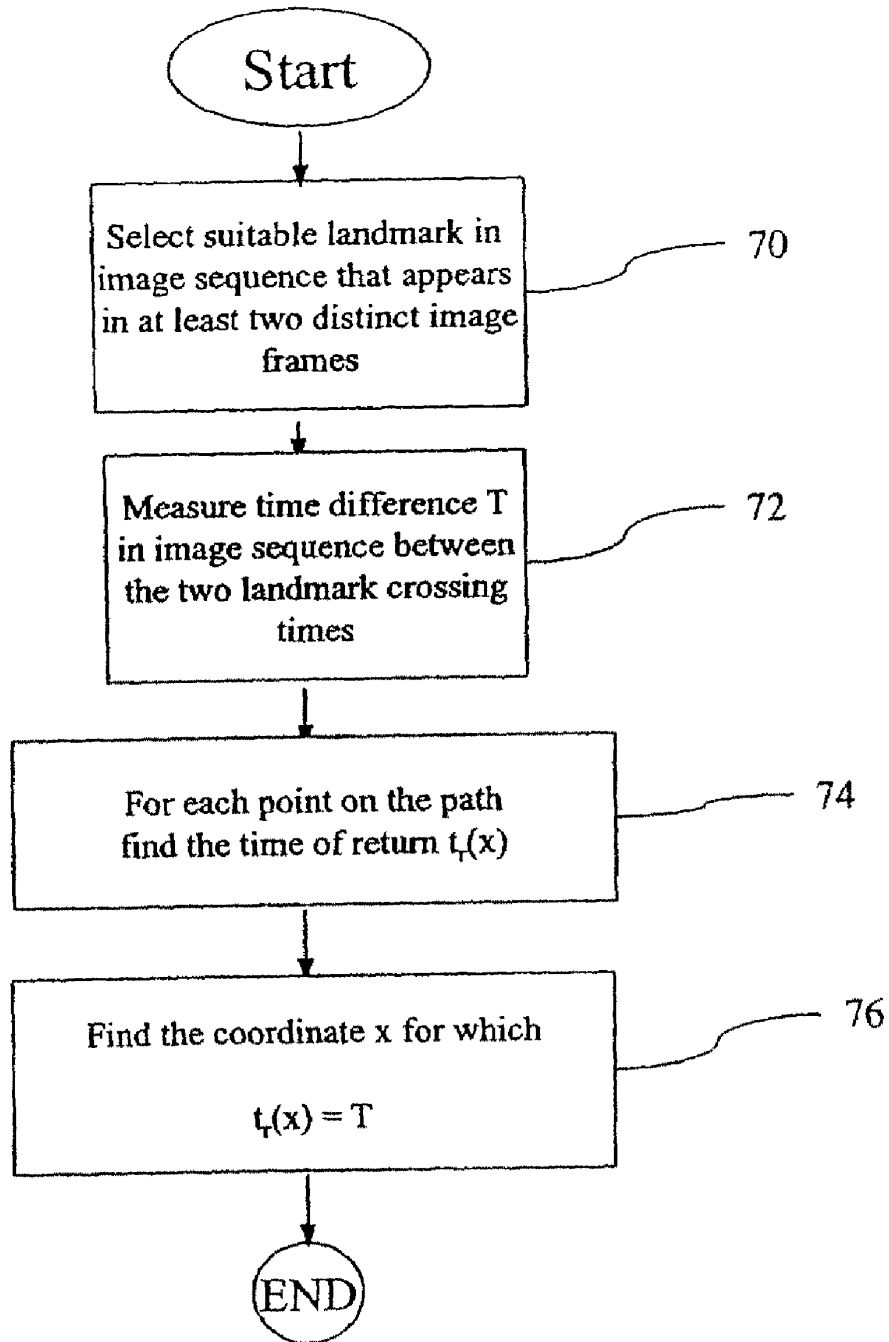 Start
Select suitable landmark in
image sequence that appears
in at least two distinct image
frames
70
Measure time difference T
in image sequence between
the two landmark crossing
times
72
For each point on the path
find the time of return tᵣ(x)
74
Find the coordinate x for which
tᵣ(x) = T
76
END